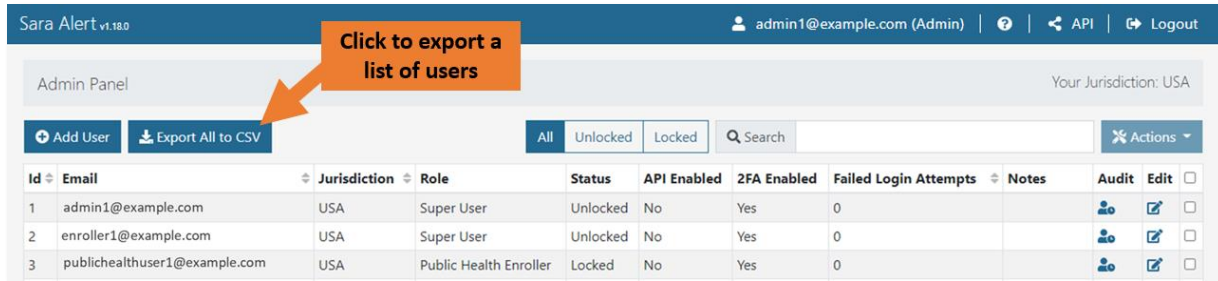 Sara Alert v1.18.0 admin1@example.com (Admin) | | API | Logout
Click to export a
list of users
Admin Panel Your Jurisdiction: USA
Add User Export All to CSV All Unlocked Locked Search Actions
Id Email Jurisdiction Role Status API Enabled 2FA Enabled Failed Login Attempts Notes Audit Edit
1 admin1@example.com USA Super User Unlocked No Yes 0
2 enroller1@example.com USA Super User Unlocked No Yes 0
3 publichealthuser1@example.com USA Public Health Enroller Locked No Yes 0